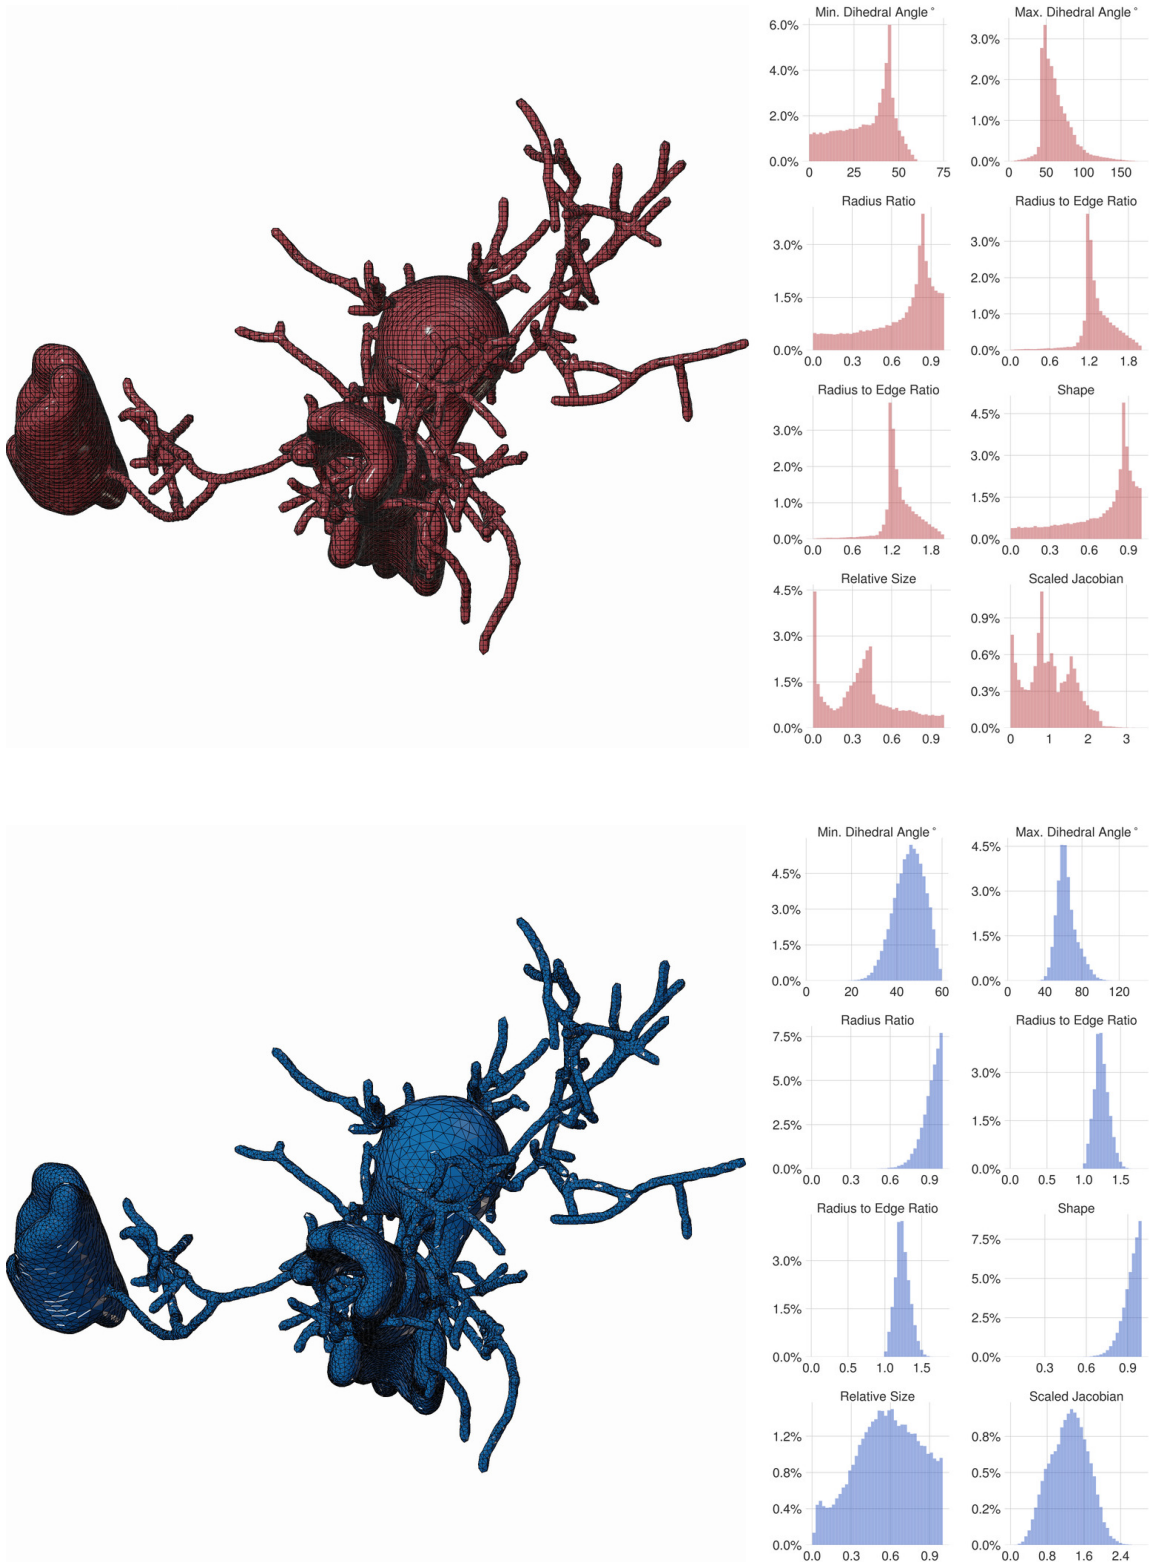 Min. Dihedral Angle °
6.0%
4.0%
2.0%
0.0%
0 25 50 75
Max. Dihedral Angle °
3.0%
2.0%
1.0%
0.0%
0 50 100 150
Radius Ratio
3.0%
1.5%
0.0%
0.0 0.3 0.6 0.9
Radius to Edge Ratio
3.0%
2.0%
1.0%
0.0%
0.0 0.6 1.2 1.8
Radius to Edge Ratio
3.0%
2.0%
1.0%
0.0%
0.0 0.6 1.2 1.8
Shape
4.5%
3.0%
1.5%
0.0%
0.0 0.3 0.6 0.9
Relative Size
4.5%
3.0%
1.5%
0.0%
0.0 0.3 0.6 0.9
Scaled Jacobian
0.9%
0.6%
0.3%
0.0%
0 1 2 3
Min. Dihedral Angle °
4.5%
3.0%
1.5%
0.0%
0 20 40 60
Max. Dihedral Angle °
4.5%
3.0%
1.5%
0.0%
0 40 80 120
Radius Ratio
7.5%
5.0%
2.5%
0.0%
0.0 0.3 0.6 0.9
Radius to Edge Ratio
3.0%
1.5%
0.0%
0.0 0.5 1.0 1.5
Radius to Edge Ratio
3.0%
1.5%
0.0%
0.0 0.5 1.0 1.5
Shape
7.5%
5.0%
2.5%
0.0%
0.3 0.6 0.9
Relative Size
1.2%
0.8%
0.4%
0.0%
0.0 0.3 0.6 0.9
Scaled Jacobian
0.8%
0.5%
0.2%
0.0%
0.0 0.8 1.6 2.4